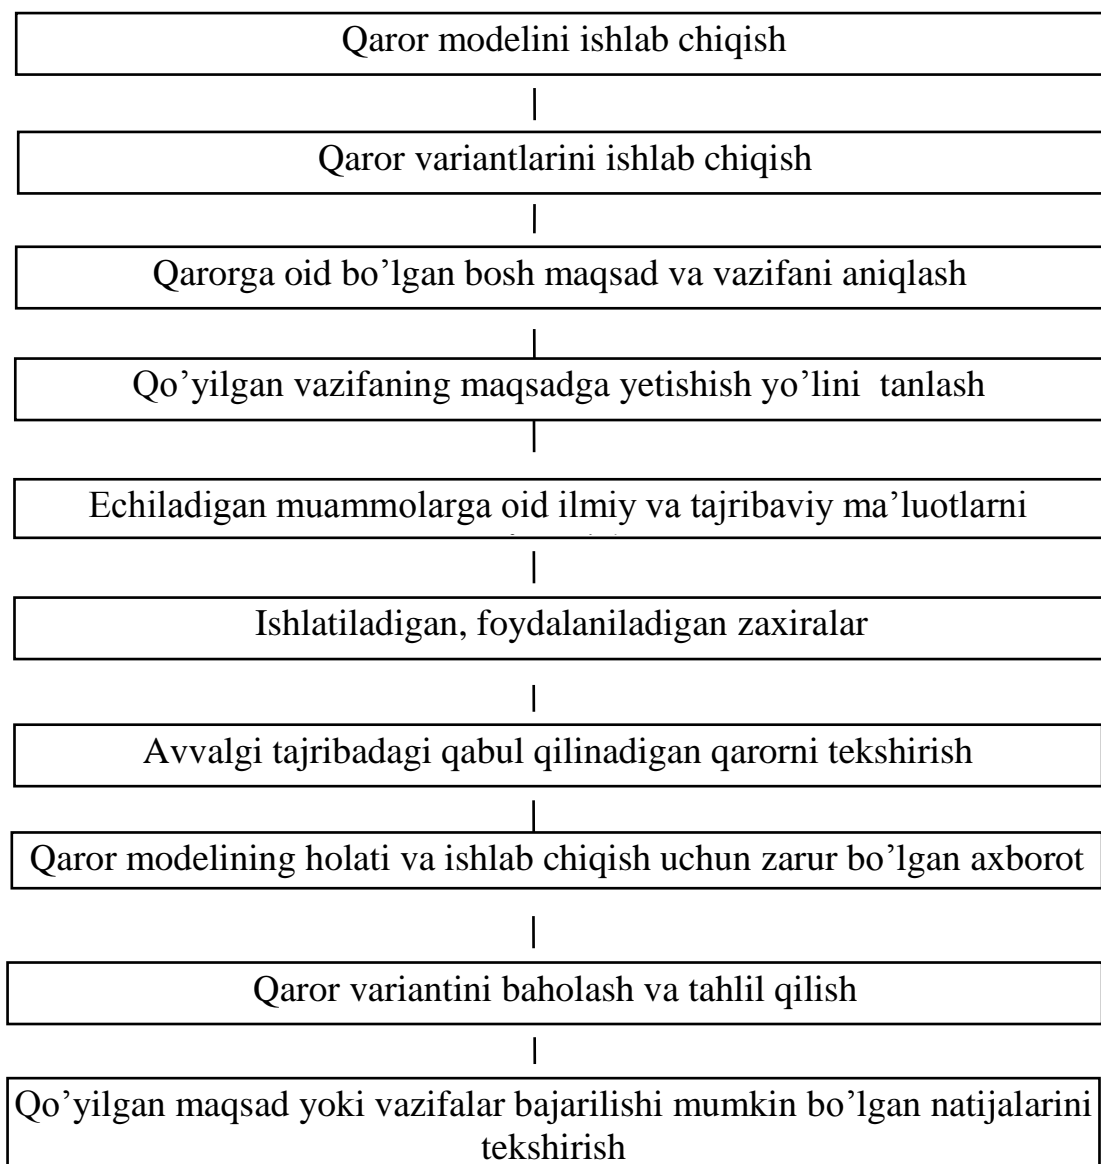 Qaror modelini ishlab chiqish
Qaror variantlarini ishlab chiqish
Qarorga oid bo’lgan bosh maqsad va vazifani aniqlash
Qo’yilgan vazifaning maqsadga yetishish yo’lini tanlash
Echiladigan muammolarga oid ilmiy va tajribaviy ma’luotlarni
Ishlatiladigan, foydalaniladigan zaxiralar
Avvalgi tajribadagi qabul qilinadigan qarorni tekshirish
Qaror modelining holati va ishlab chiqish uchun zarur bo’lgan axborot
Qaror variantini baholash va tahlil qilish
Qo’yilgan maqsad yoki vazifalar bajarilishi mumkin bo’lgan natijalarini
tekshirish